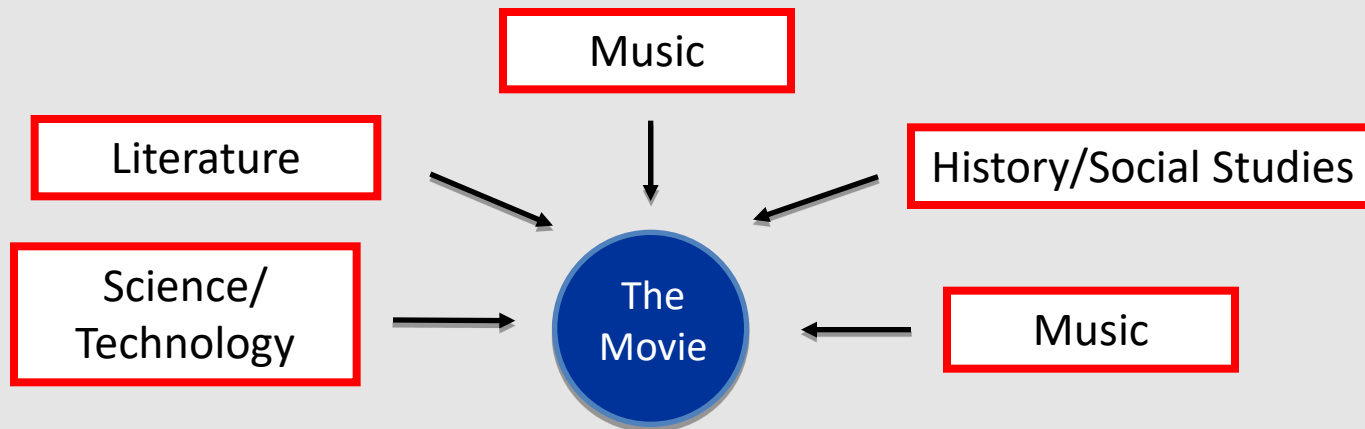 Music
Literature
History/Social Studies
Science/
Technology
The
Movie
Music